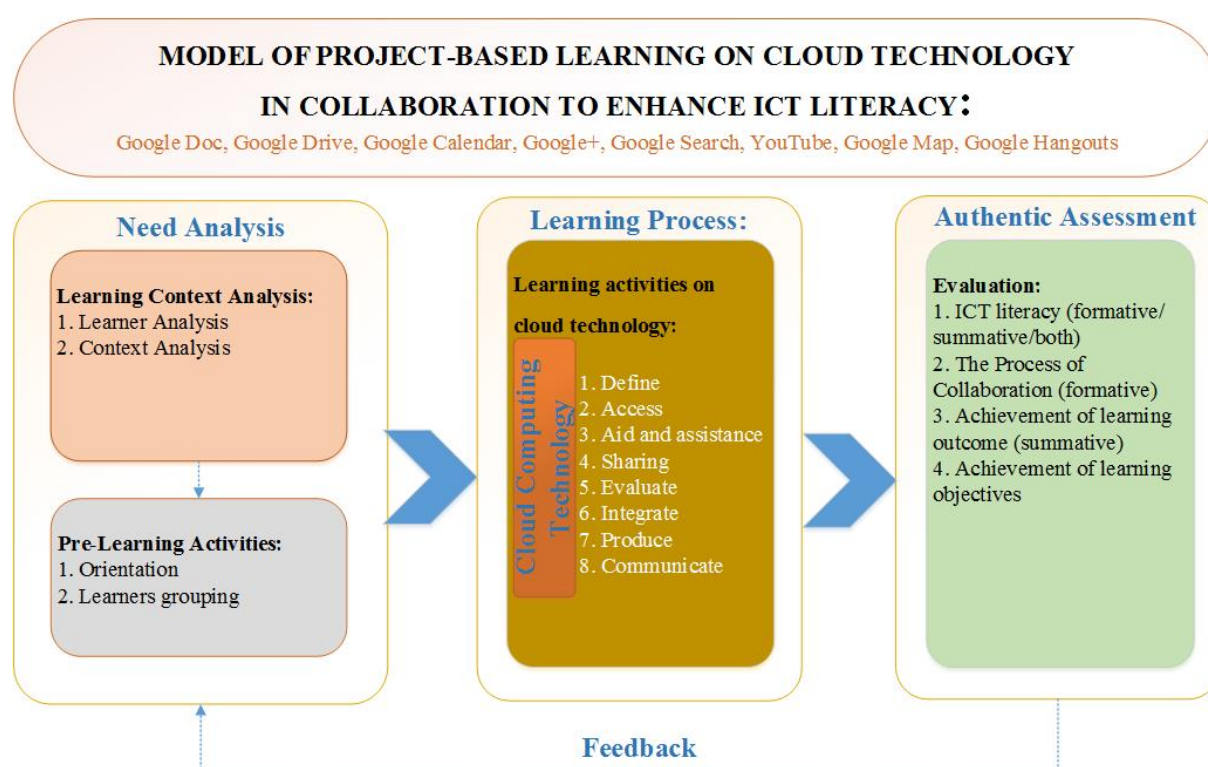 MODEL OF PROJECT-BASED LEARNING ON CLOUD TECHNOLOGY
IN COLLABORATION TO ENHANCE ICT LITERACY:
Google Doc, Google Drive, Google Calendar, Google+, Google Search, YouTube, Google Map, Google Hangouts
Need Analysis
Learning Context Analysis:
1. Learner Analysis
2. Context Analysis
Pre-Learning Activities:
1. Orientation
2. Learners grouping
Learning Process:
Learning activities on
cloud technology:
Cloud Computing
Technology
1. Define
2. Access
3. Aid and assistance
4. Sharing
5. Evaluate
6. Integrate
7. Produce
8. Communicate
Authentic Assessment
Evaluation:
1. ICT literacy (formative/
summative/both)
2. The Process of
Collaboration (formative)
3. Achievement of learning
outcome (summative)
4. Achievement of learning
objectives
Feedback